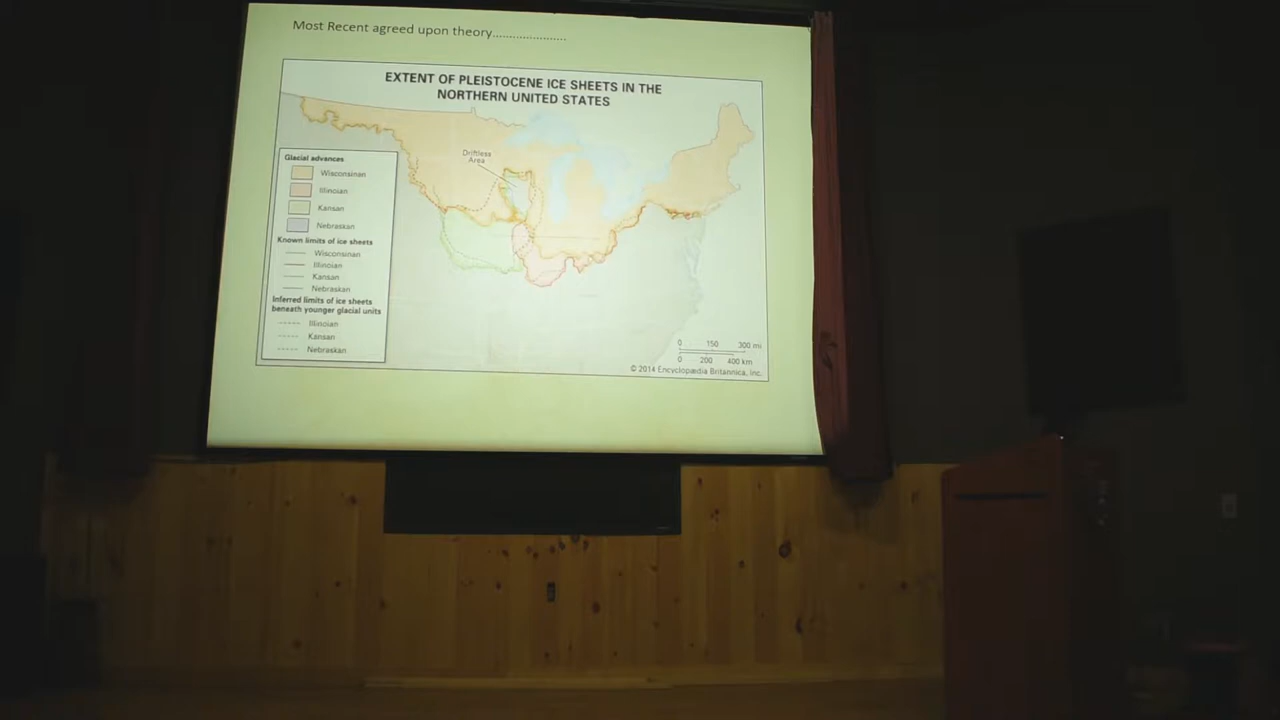 Most Recent agreed upon theory.....................
EXTENT OF PLEISTOCENE ICE SHEETS IN THE
NORTHERN UNITED STATES
Driftless
Area
Glacial advances
Wisconsinan
Illinoian
Kansan
Nebraskan
Known limits of ice sheets
Wisconsinan
Illinoian
Kansan
Nebraskan
Inferred limits of ice sheets
beneath younger glacial units
Illinoian
Kansan
Nebraskan
0 150 300 mi
0 200 400 km
© 2014 Encyclopædia Britannica, Inc.